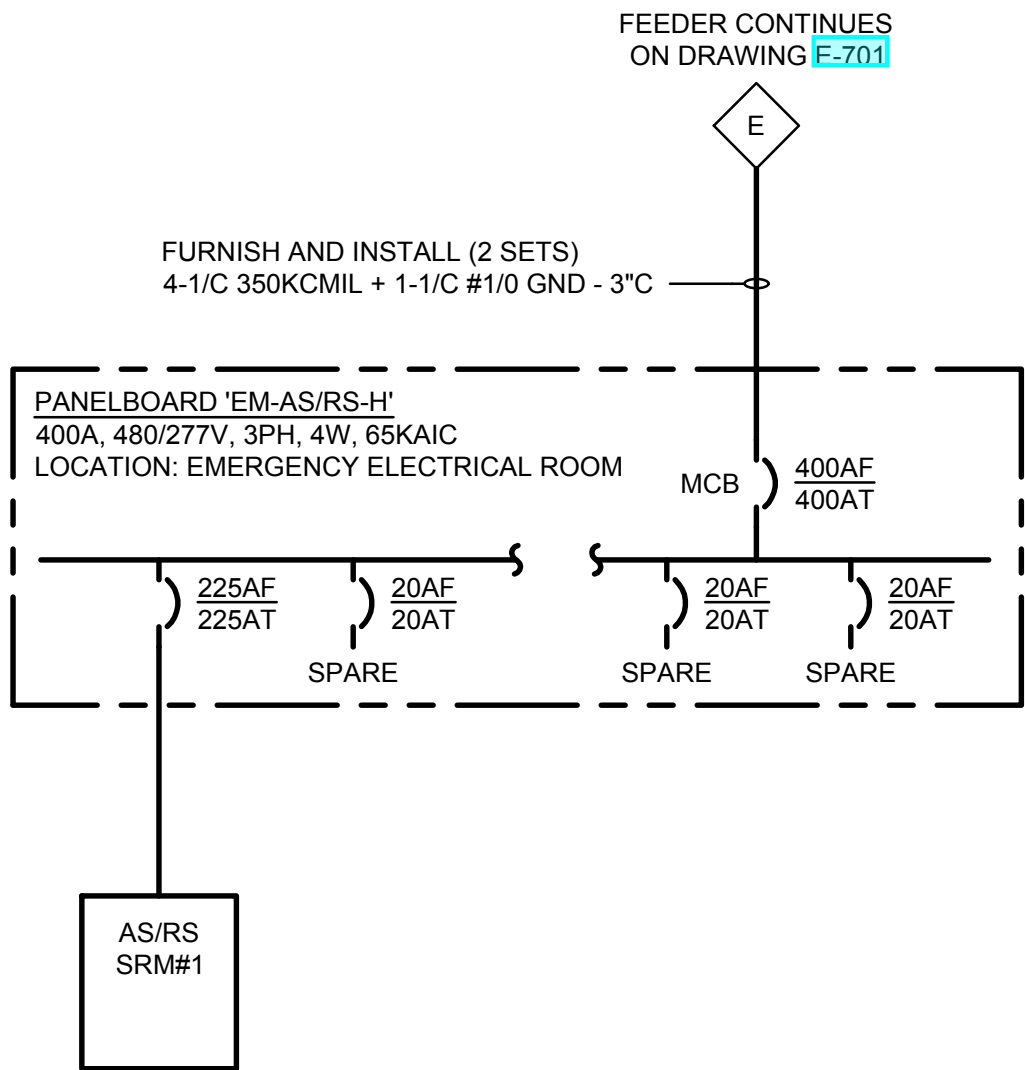 FEEDER CONTINUES
ON DRAWING E-701
E
FURNISH AND INSTALL (2 SETS)
4-1/C 350KCMIL + 1-1/C #1/0 GND - 3"C
PANELBOARD 'EM-AS/RS-H'
400A, 480/277V, 3PH, 4W, 65KAIC
LOCATION: EMERGENCY ELECTRICAL ROOM
MCB
400AF
400AT
225AF
225AT
20AF
20AT
SPARE
20AF
20AT
SPARE
20AF
20AT
SPARE
AS/RS
SRM#1